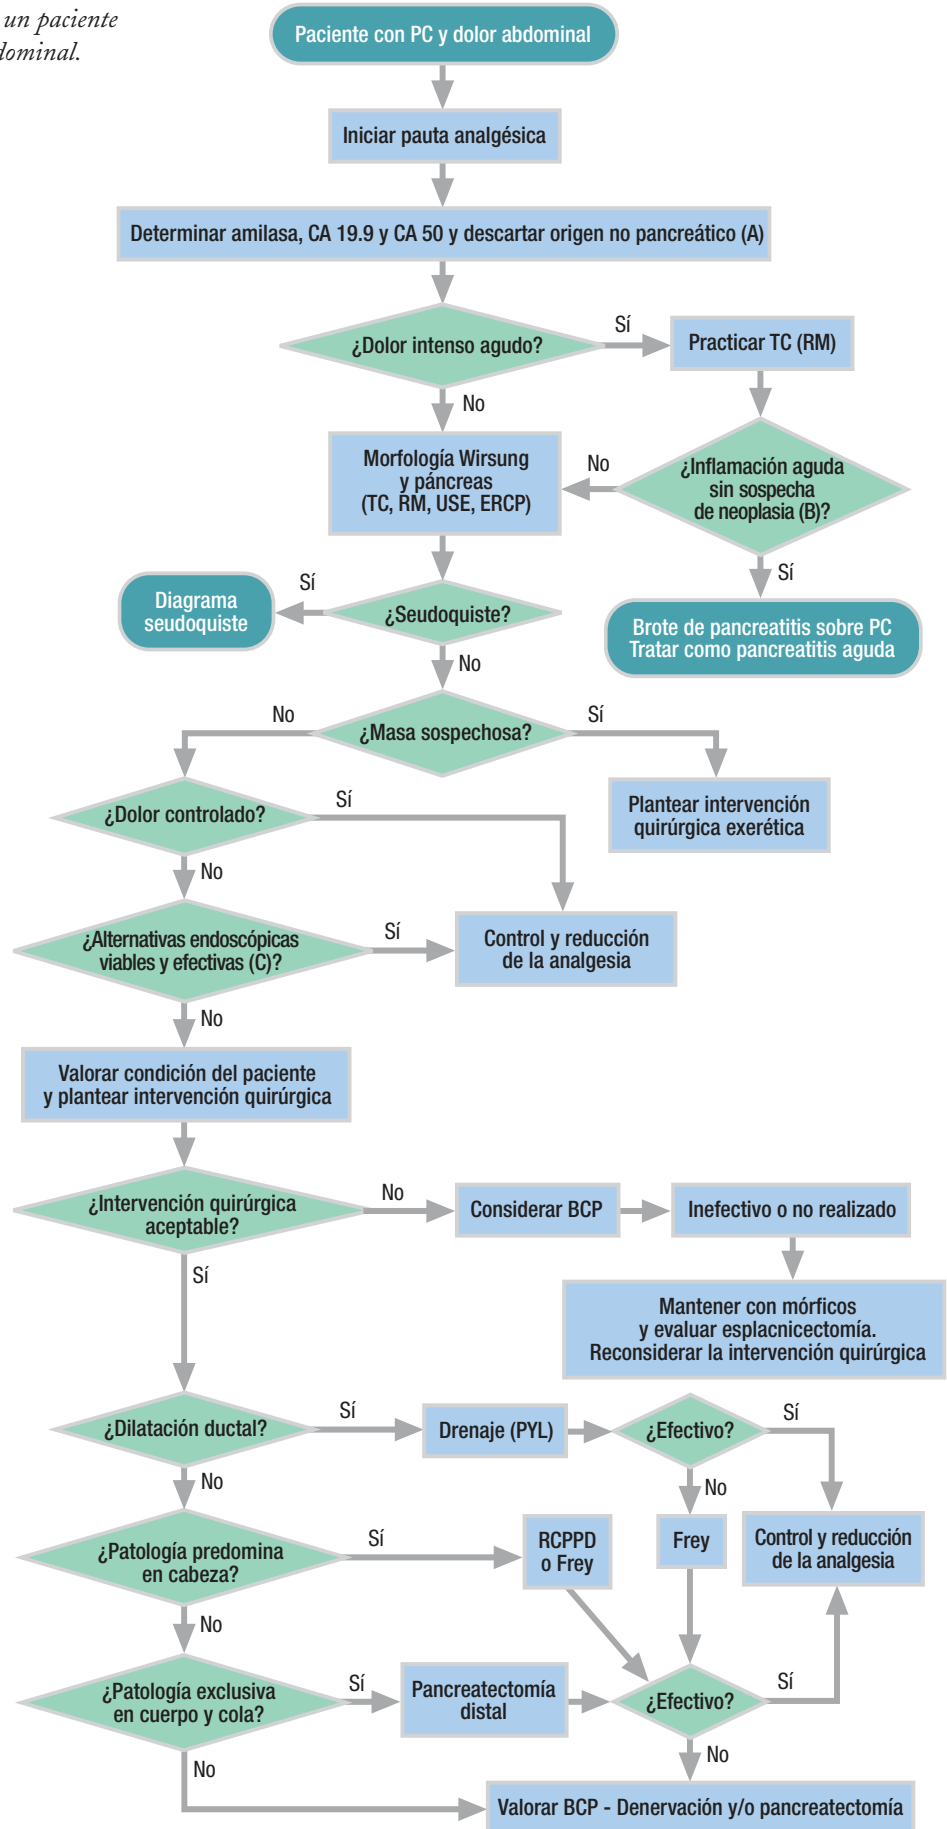 un paciente
dominal.
Paciente con PC y dolor abdominal
Iniciar pauta analgésica
Determinar amilasa, CA 19.9 y CA 50 y descartar origen no pancreático (A)
¿Dolor intenso agudo?
Sí
Practicar TC (RM)
No
Morfología Wirsung
y páncreas
(TC, RM, USE, ERCP)
No
¿Inflamación aguda
sin sospecha
de neoplasia (B)?
Sí
Brote de pancreatitis sobre PC
Tratar como pancreatitis aguda
¿Seudoquiste?
Sí
Diagrama
seudoquiste
No
¿Masa sospechosa?
No
Sí
Plantear intervención
quirúrgica exerética
¿Dolor controlado?
Sí
No
¿Alternativas endoscópicas
viables y efectivas (C)?
Sí
Control y reducción
de la analgesia
No
Valorar condición del paciente
y plantear intervención quirúrgica
¿Intervención quirúrgica
aceptable?
No
Considerar BCP
Inefectivo o no realizado
Mantener con mórficos
y evaluar esplacnicectomía.
Reconsiderar la intervención quirúrgica
Sí
¿Dilatación ductal?
Sí
Drenaje (PYL)
¿Efectivo?
Sí
No
No
¿Patología predomina
en cabeza?
Sí
RCPPD
o Frey
Frey
Control y reducción
de la analgesia
No
¿Patología exclusiva
en cuerpo y cola?
Sí
Pancreatectomía
distal
¿Efectivo?
Sí
No
No
Valorar BCP - Denervación y/o pancreatectomía